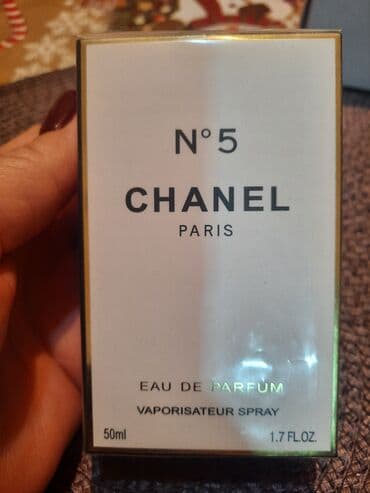 N°5
CHANEL
PARIS
EAU DE PARFUM
VAPORISATEUR SPRAY
50ml 1.7 FL.OZ.